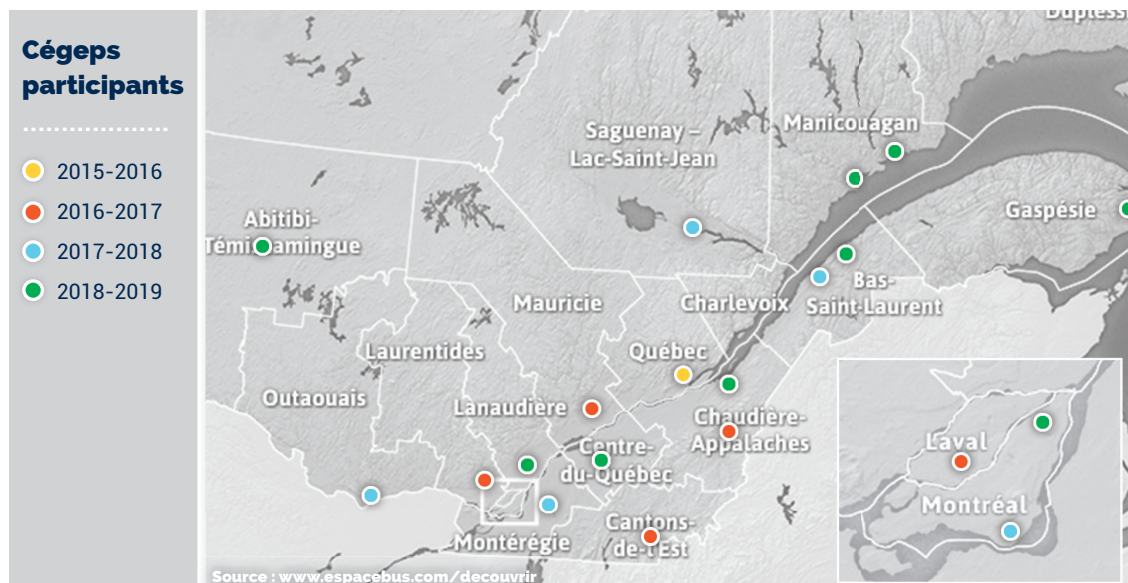 Cégeps
participants
2015-2016
2016-2017
2017-2018
2018-2019
Dupless
Manicouagan
Saguenay –
Lac-Saint-Jean
Gaspésie
Abitibi-
Témiscamingue
Mauricie
Charlevoix
Bas-
Saint-Laurent
Laurentides
Québec
Outaouais
Lanaudière
Chaudière-
Appalaches
Centre-
du-Québec
Laval
Montréal
Cantons-
de-l'Est
Montérégie
Source : www.espacebus.com/decouvrir